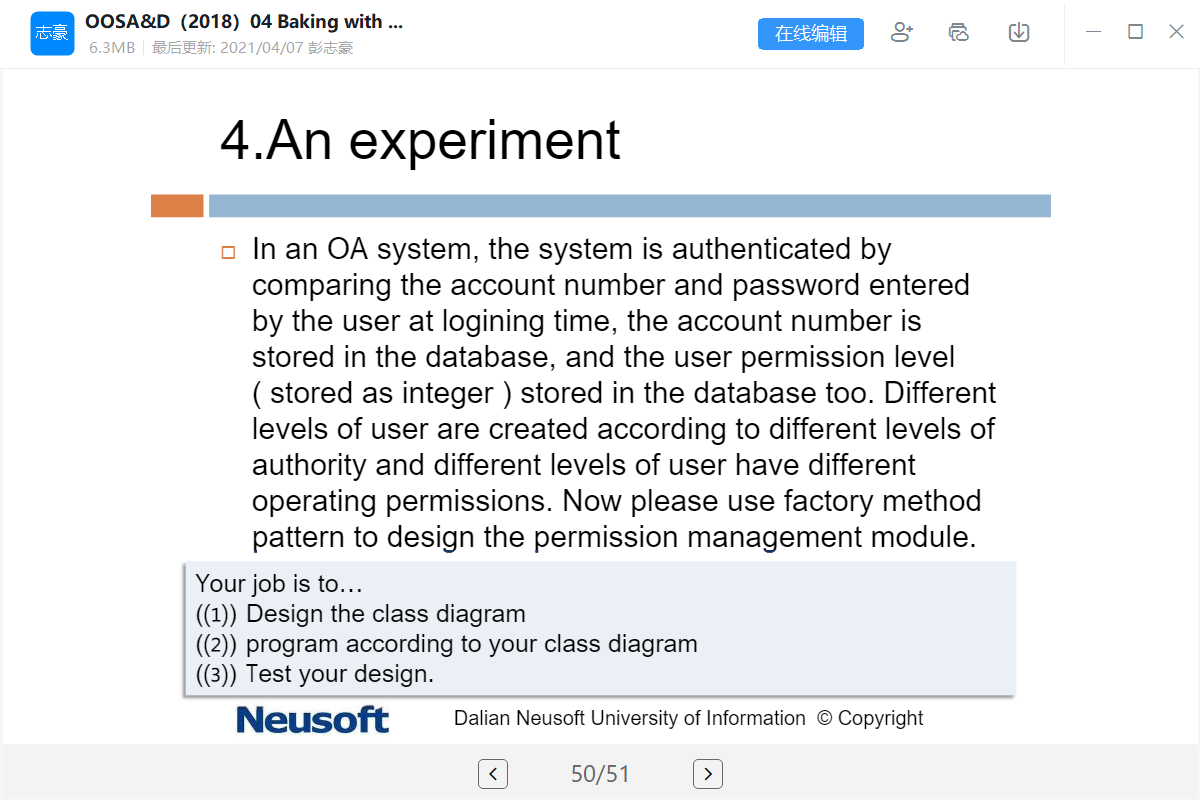 志豪
OOSA&D（2018）04 Baking with ...
6.3MB 最后更新: 2021/04/07 彭志豪
在线编辑
4.An experiment
In an OA system, the system is authenticated by
comparing the account number and password entered
by the user at logining time, the account number is
stored in the database, and the user permission level
( stored as integer ) stored in the database too. Different
levels of user are created according to different levels of
authority and different levels of user have different
operating permissions. Now please use factory method
pattern to design the permission management module.
Your job is to…
((1)) Design the class diagram
((2)) program according to your class diagram
((3)) Test your design.
Neusoft
Dalian Neusoft University of Information © Copyright
50/51